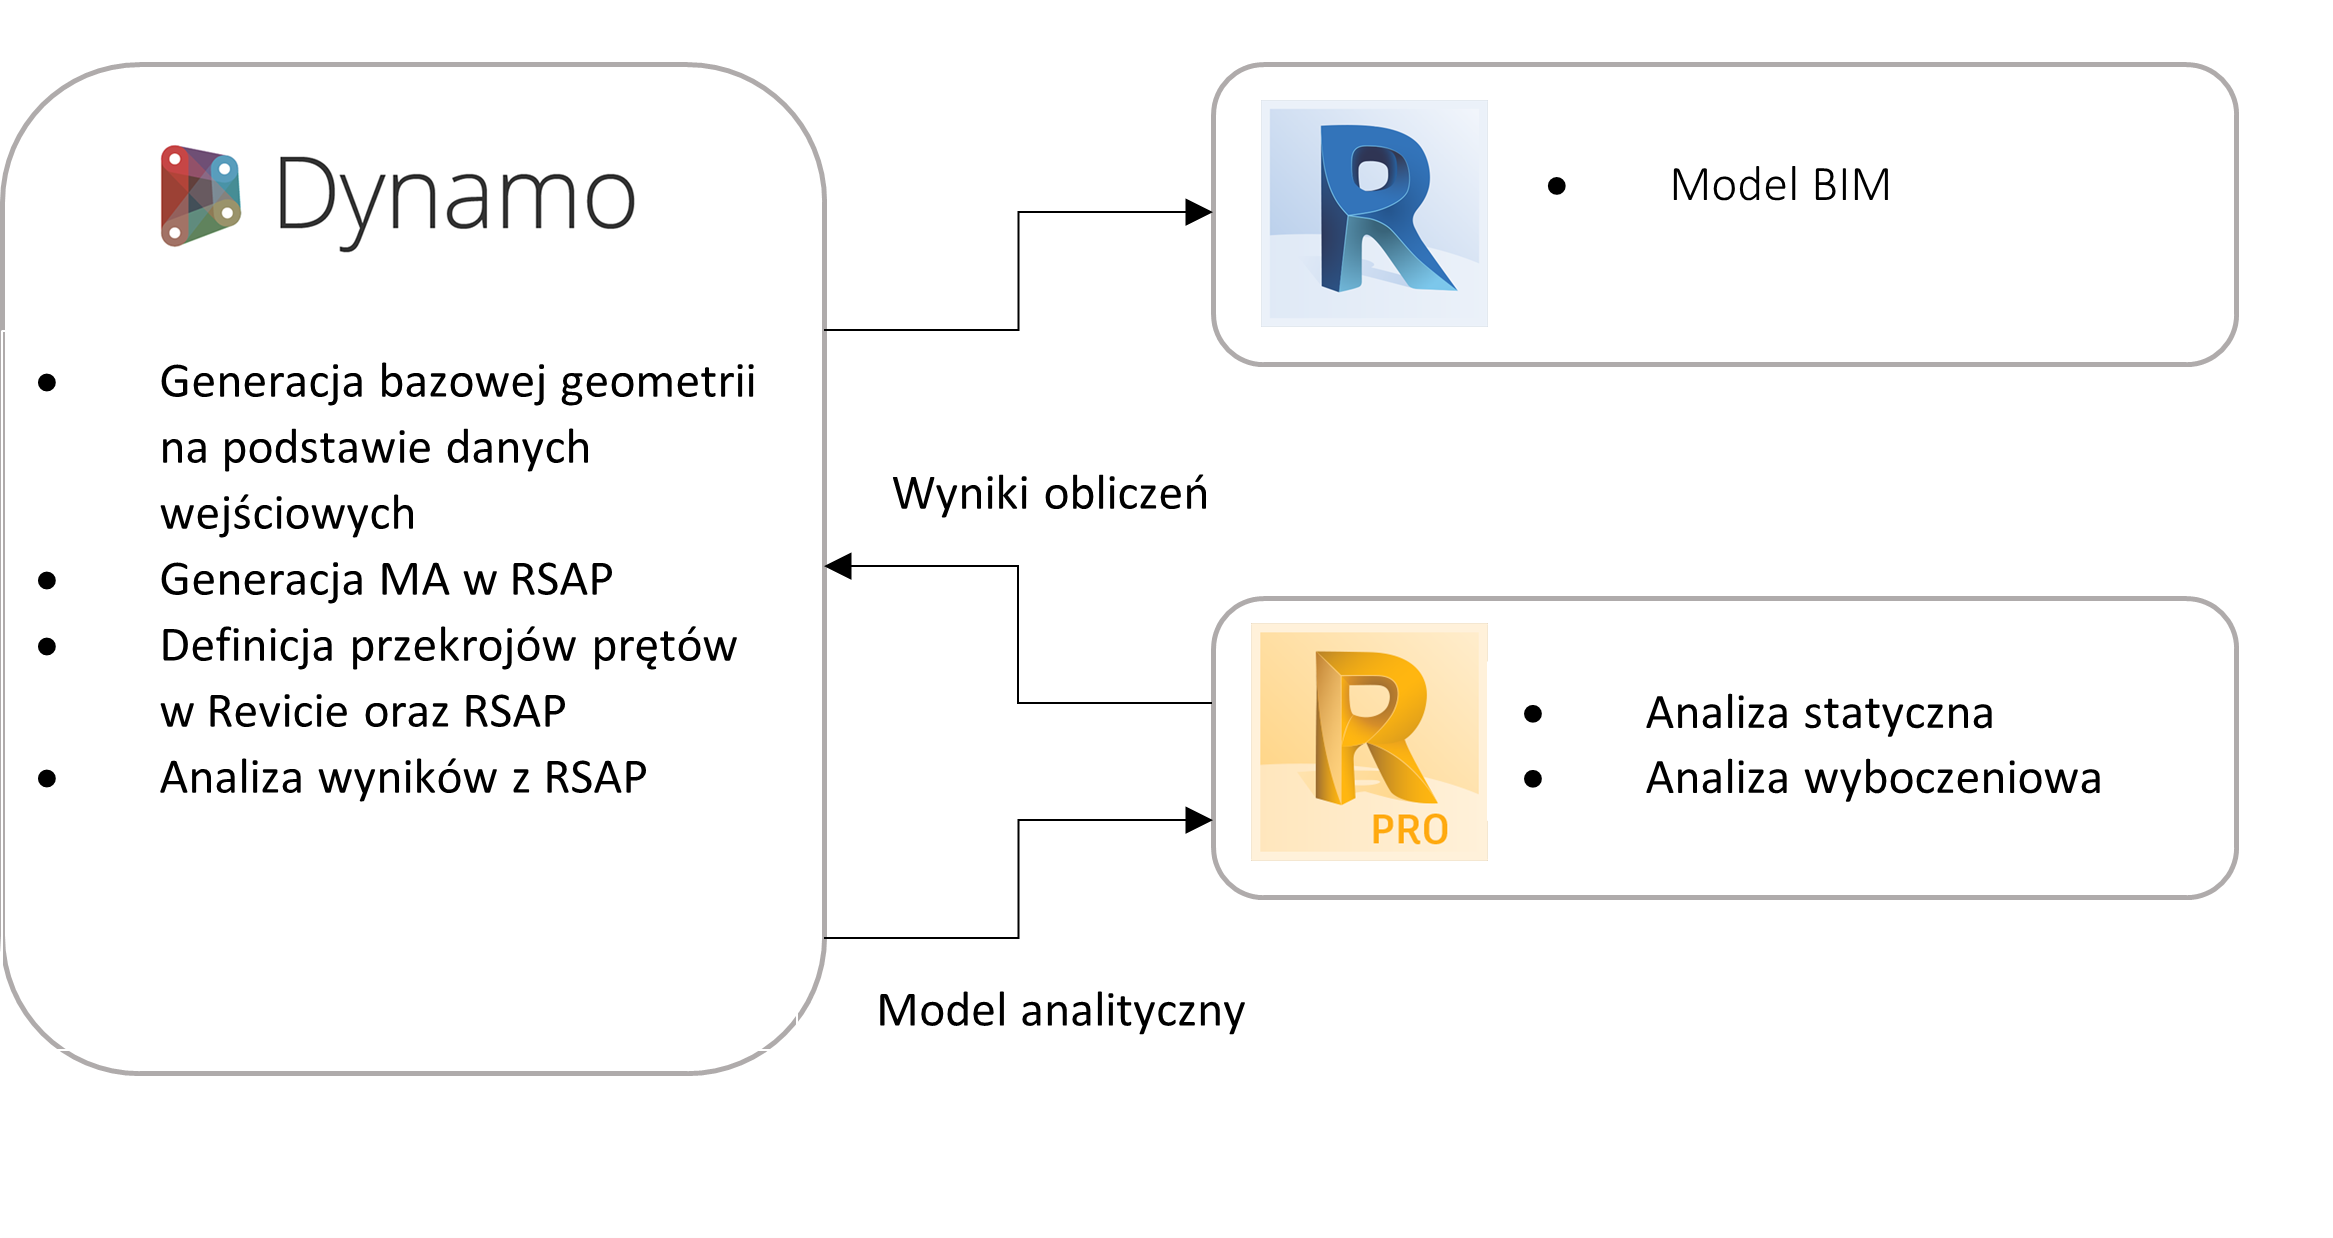 Dynamo
• Generacja bazowej geometrii
na podstawie danych
wejściowych
• Generacja MA w RSAP
• Definicja przekrojów prętów
w Revicie oraz RSAP
• Analiza wyników z RSAP
R
• Model BIM
Wyniki obliczeń
R
PRO
• Analiza statyczna
• Analiza wyboczeniowa
Model analityczny